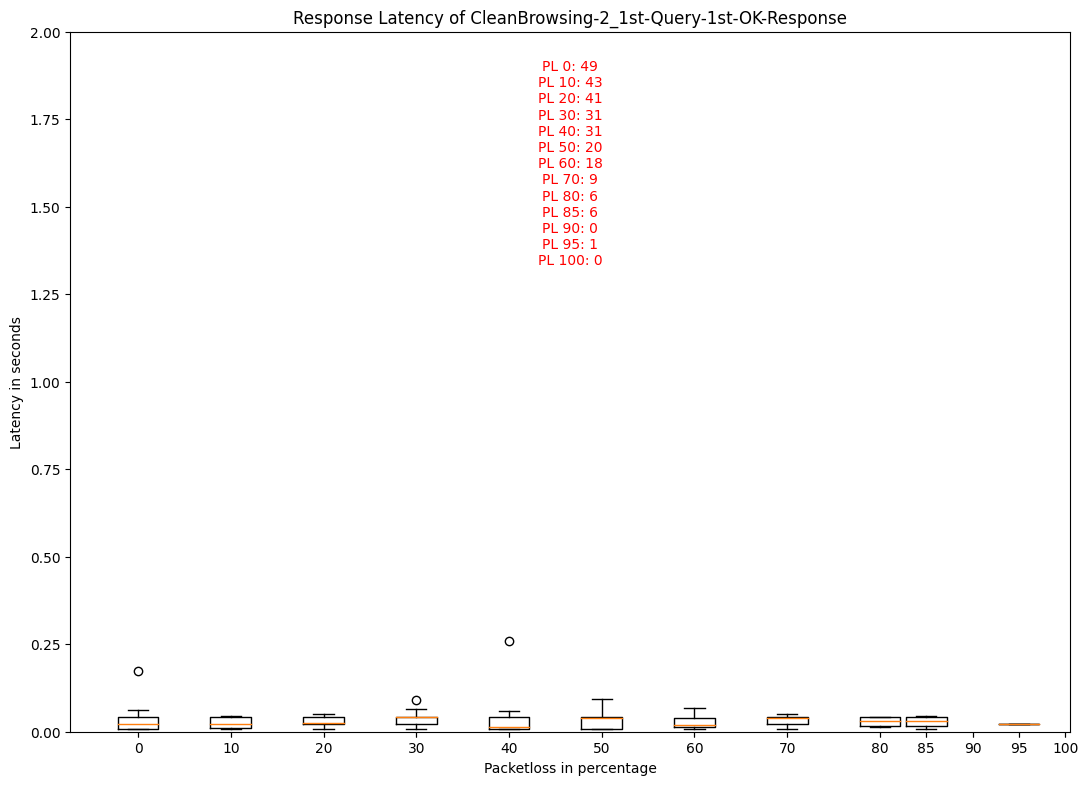 Response Latency of CleanBrowsing-2_1st-Query-1st-OK-Response
2.00
1.75
1.50
1.25
1.00
0.75
0.50
0.25
0.00
Latency in seconds
PL 0: 49
PL 10: 43
PL 20: 41
PL 30: 31
PL 40: 31
PL 50: 20
PL 60: 18
PL 70: 9
PL 80: 6
PL 85: 6
PL 90: 0
PL 95: 1
PL 100: 0
0 10 20 30 40 50 60 70 80 85 90 95 100
Packetloss in percentage